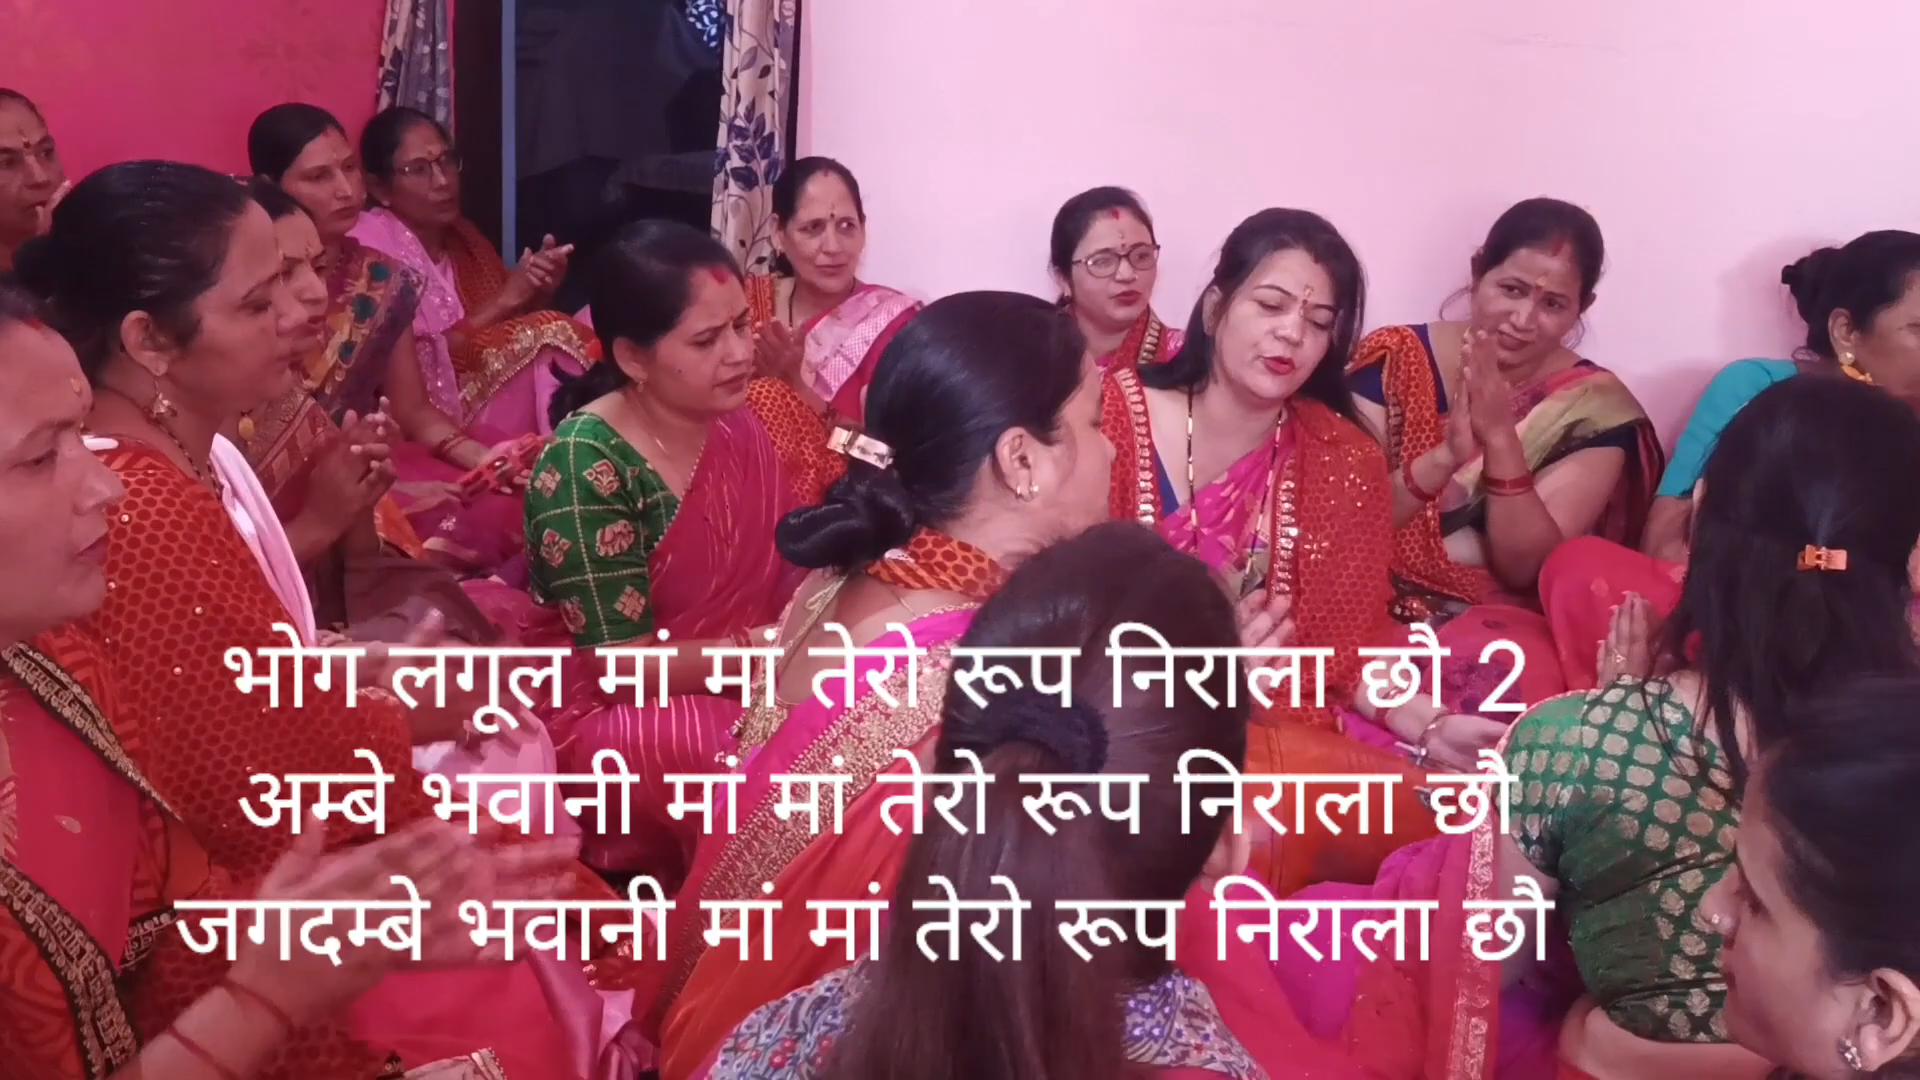 भोग लगूल मां मां तेरो रूप निराला छौ 2
अम्बे भवानी मां मां तेरो रूप निराला छौ
जगदम्बे भवानी मां मां तेरो रूप निराला छौ